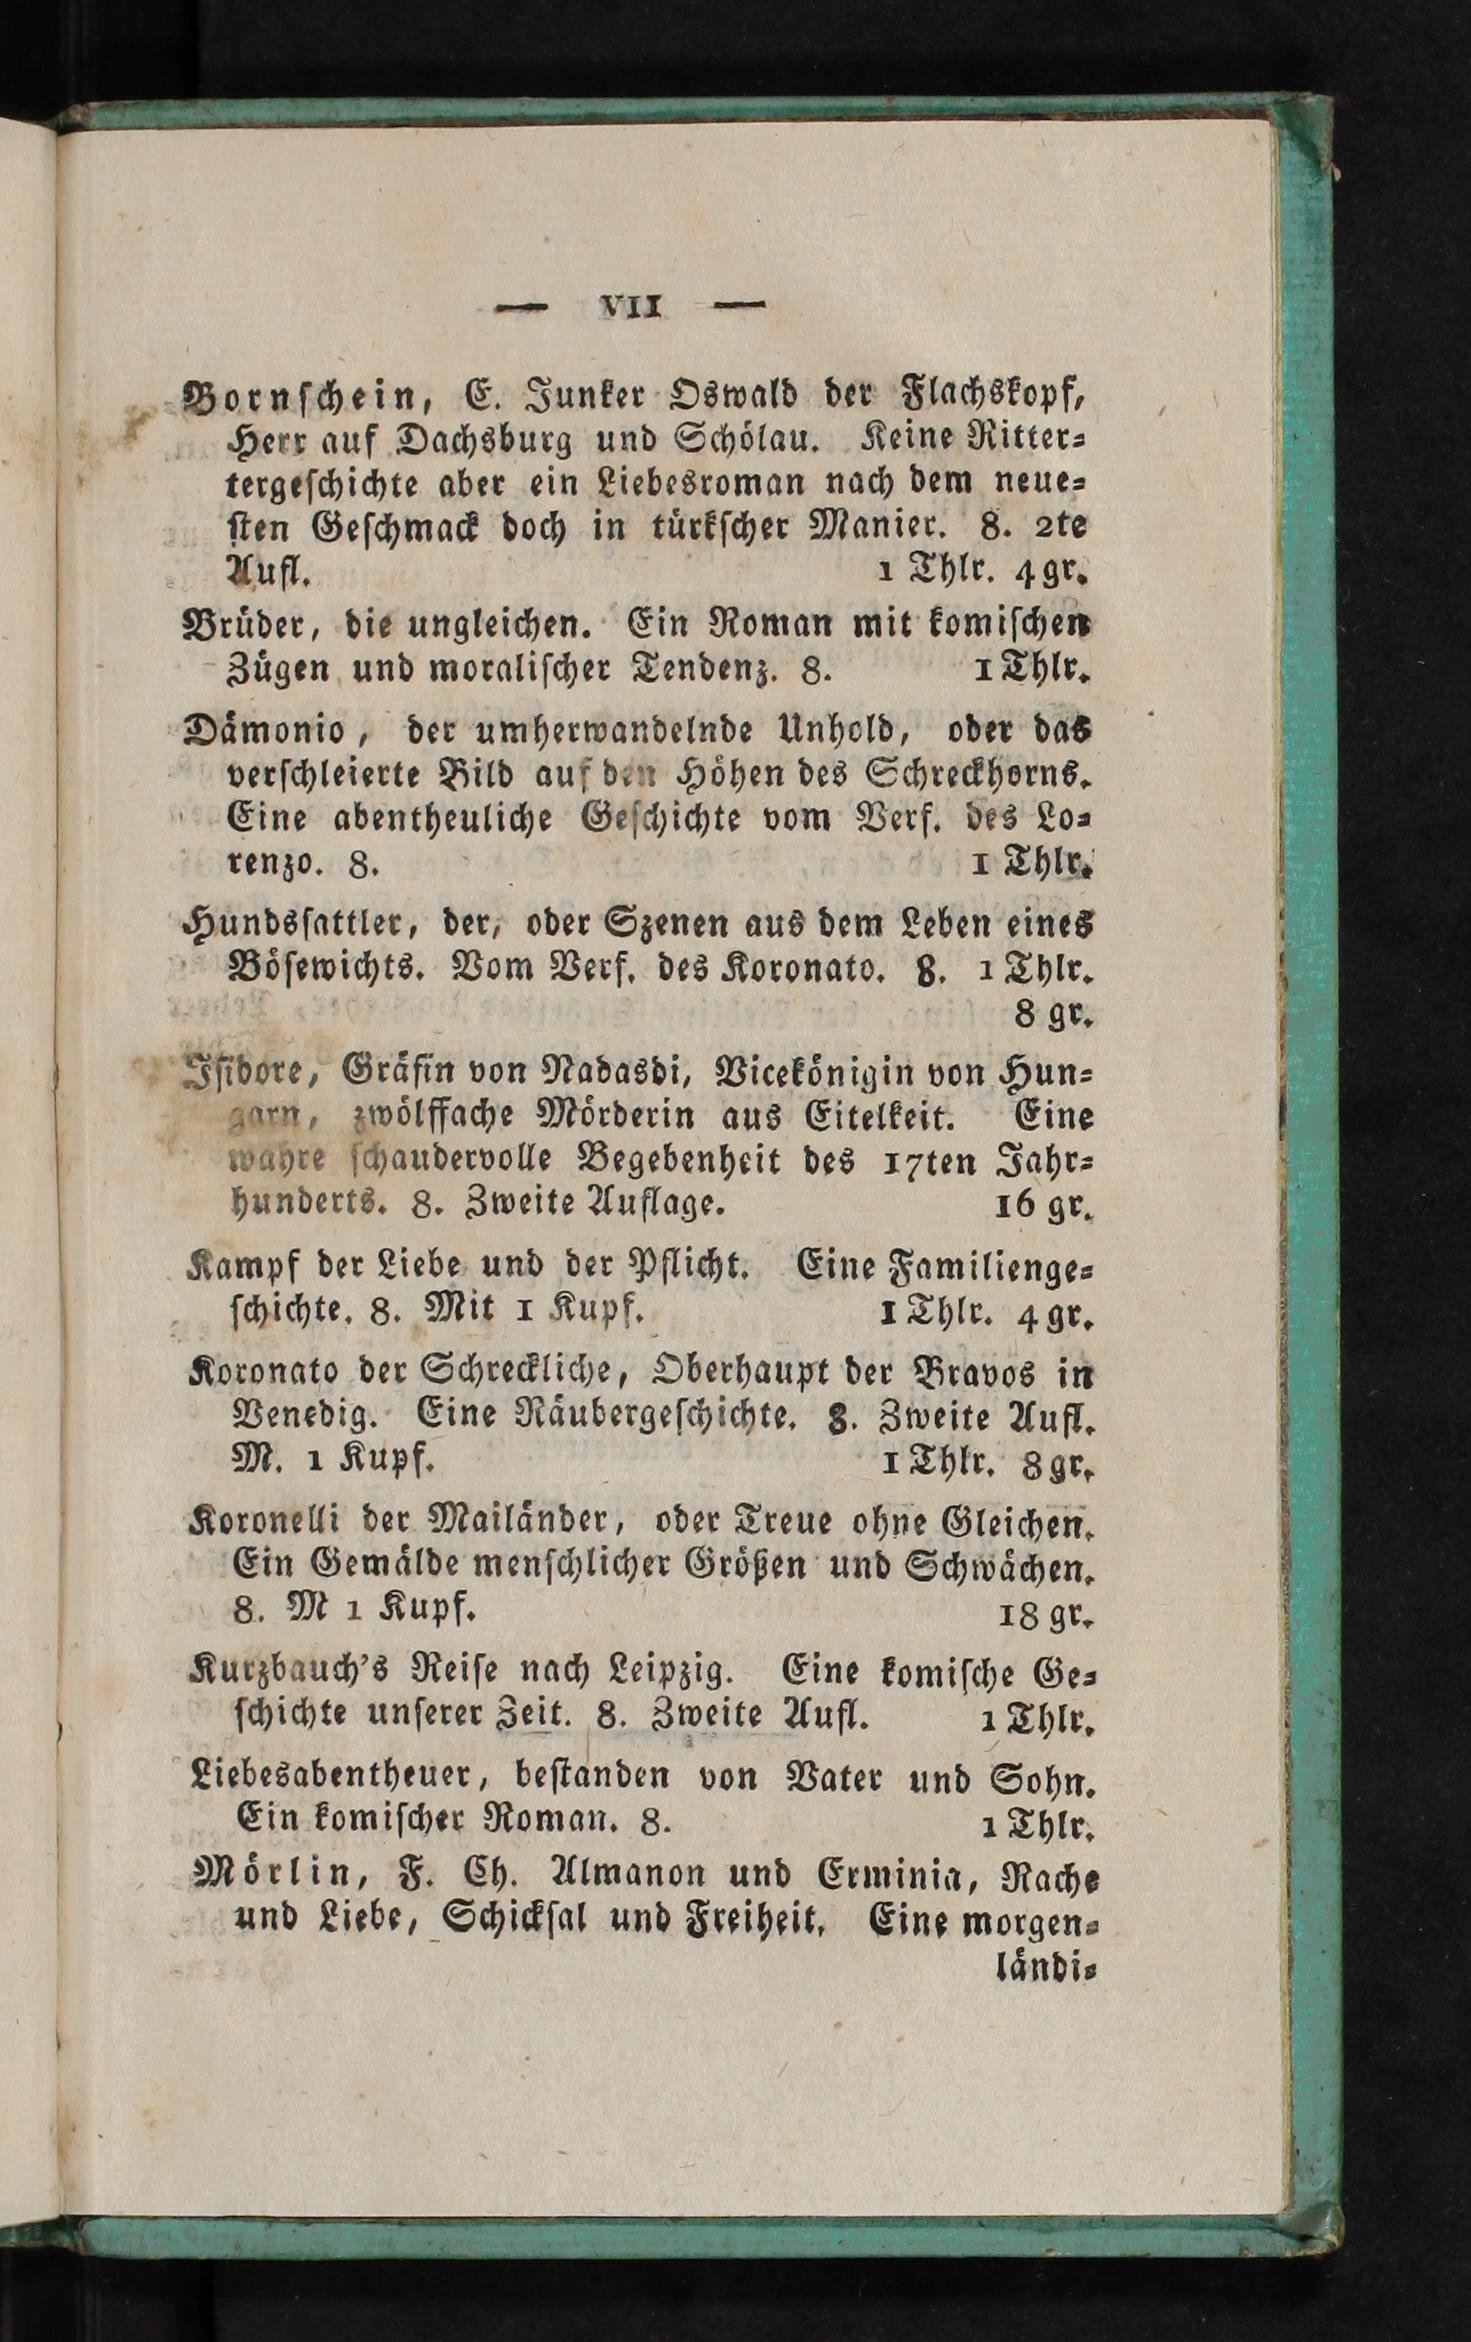 — VII —
Bornſchein, E. Junker Oswald der Flachskopf,
Herr auf Dachsburg und Schölau. Keine Ritter⸗
tergeſchichte aber ein Liebesroman nach dem neue⸗
ſten Geſchmack doch in türkſcher Manier. 8. 2te
Aufl. 1 Thlr. 4 gr.
Brüder, die ungleichen. Ein Roman mit komiſchen
Zügen und moraliſcher Tendenz. 8. 1 Thlr.
Dämonio, der umherwandelnde Unhold, oder das
verſchleierte Bild auf den Höhen des Schreckhorns.
Eine abentheuliche Geſchichte vom Verf. des Lo⸗
renzo. 8. 1 Thlr.
Hundsſattler, der, oder Szenen aus dem Leben eines
Böſewichts. Vom Verf. des Koronato. 8. 1 Thlr.
8 gr.
Iſidore, Gräfin von Nadasdi, Vicekönigin von Hun⸗
garn, zwölffache Mörderin aus Eitelkeit. Eine
wahre ſchaudervolle Begebenheit des 17ten Jahr⸗
hunderts. 8. Zweite Auflage. 16 gr.
Kampf der Liebe und der Pflicht. Eine Familienge⸗
ſchichte. 8. Mit 1 Kupf. 1 Thlr. 4 gr.
Koronato der Schreckliche, Oberhaupt der Bravos in
Venedig. Eine Räubergeſchichte. 8. Zweite Aufl.
M. 1 Kupf. 1 Thlr. 8 gr.
Koronelli der Mailänder, oder Treue ohne Gleichen.
Ein Gemälde menſchlicher Größen und Schwächen.
8. M 1 Kupf. 18 gr.
Kurzbauch's Reiſe nach Leipzig. Eine komiſche Ge⸗
ſchichte unſerer Zeit. 8. Zweite Aufl. 1 Thlr.
Liebesabentheuer, beſtanden von Vater und Sohn.
Ein komiſcher Roman. 8. 1 Thlr.
Mörlin, F. Ch. Almanon und Erminia, Rache
und Liebe, Schickſal und Freiheit. Eine morgen⸗
ländi⸗